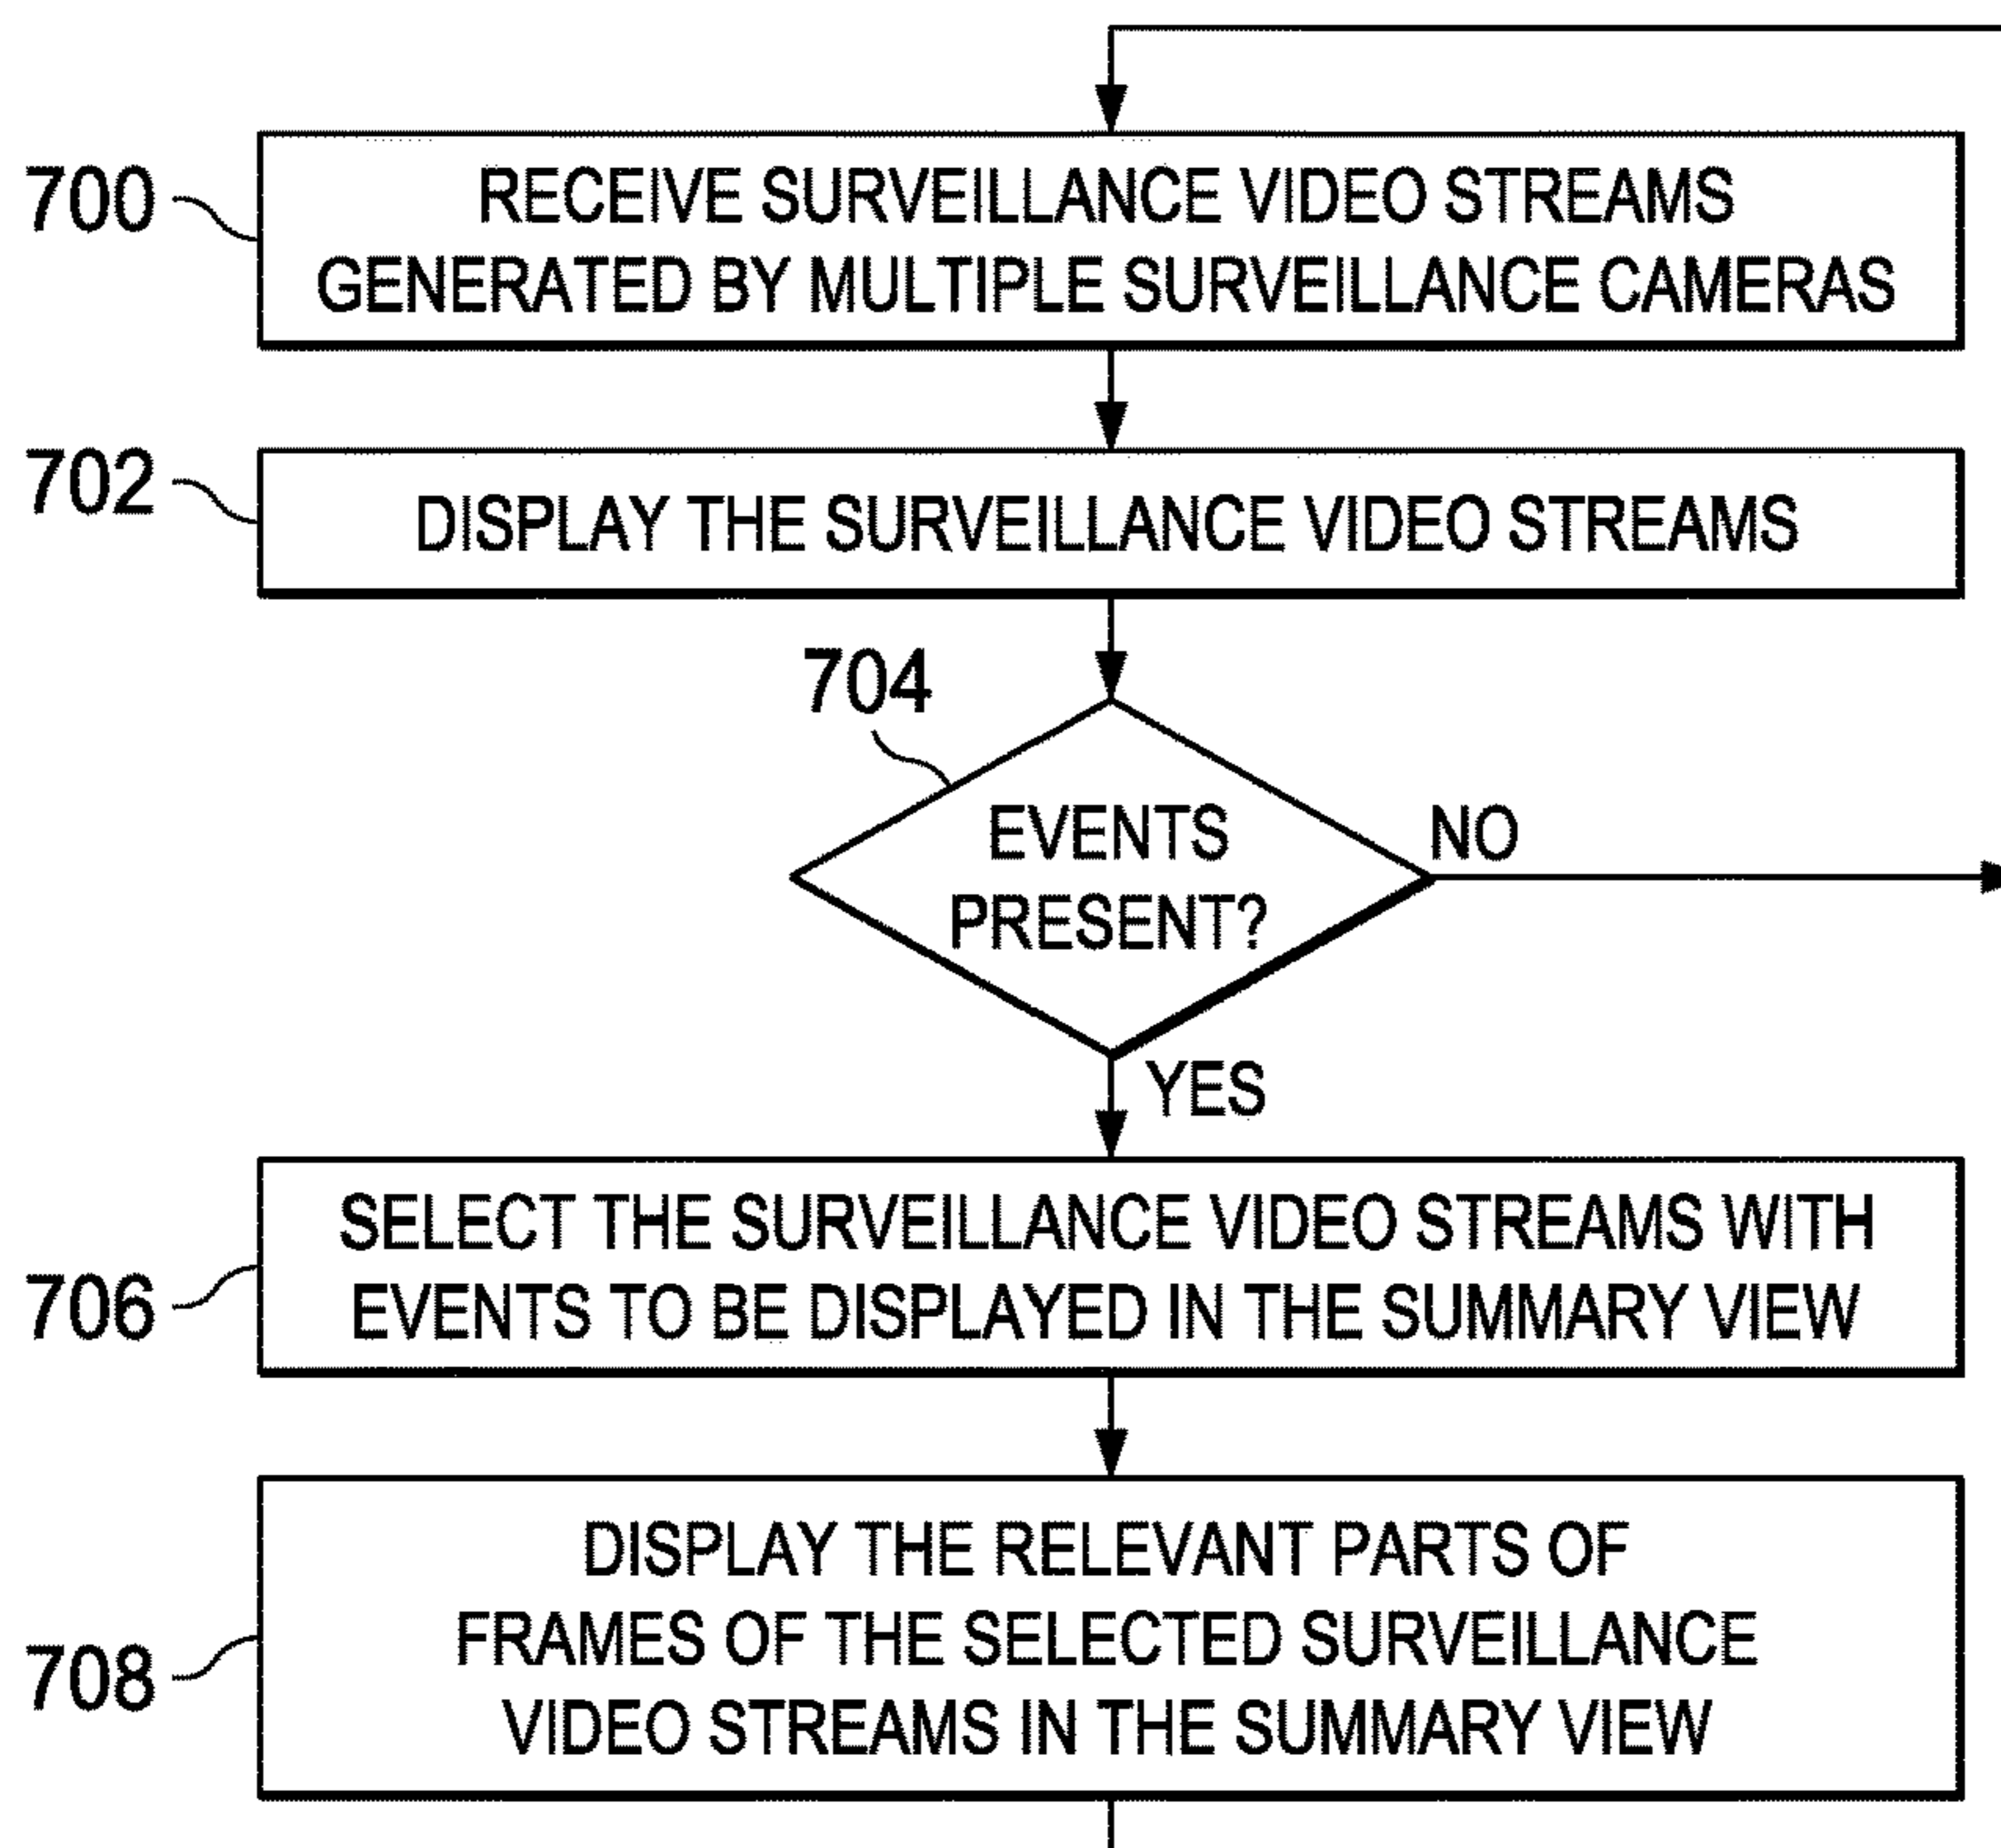 700
RECEIVE SURVEILLANCE VIDEO STREAMS
GENERATED BY MULTIPLE SURVEILLANCE CAMERAS
702
DISPLAY THE SURVEILLANCE VIDEO STREAMS
704
EVENTS
PRESENT?
NO
YES
706
SELECT THE SURVEILLANCE VIDEO STREAMS WITH
EVENTS TO BE DISPLAYED IN THE SUMMARY VIEW
708
DISPLAY THE RELEVANT PARTS OF
FRAMES OF THE SELECTED SURVEILLANCE
VIDEO STREAMS IN THE SUMMARY VIEW